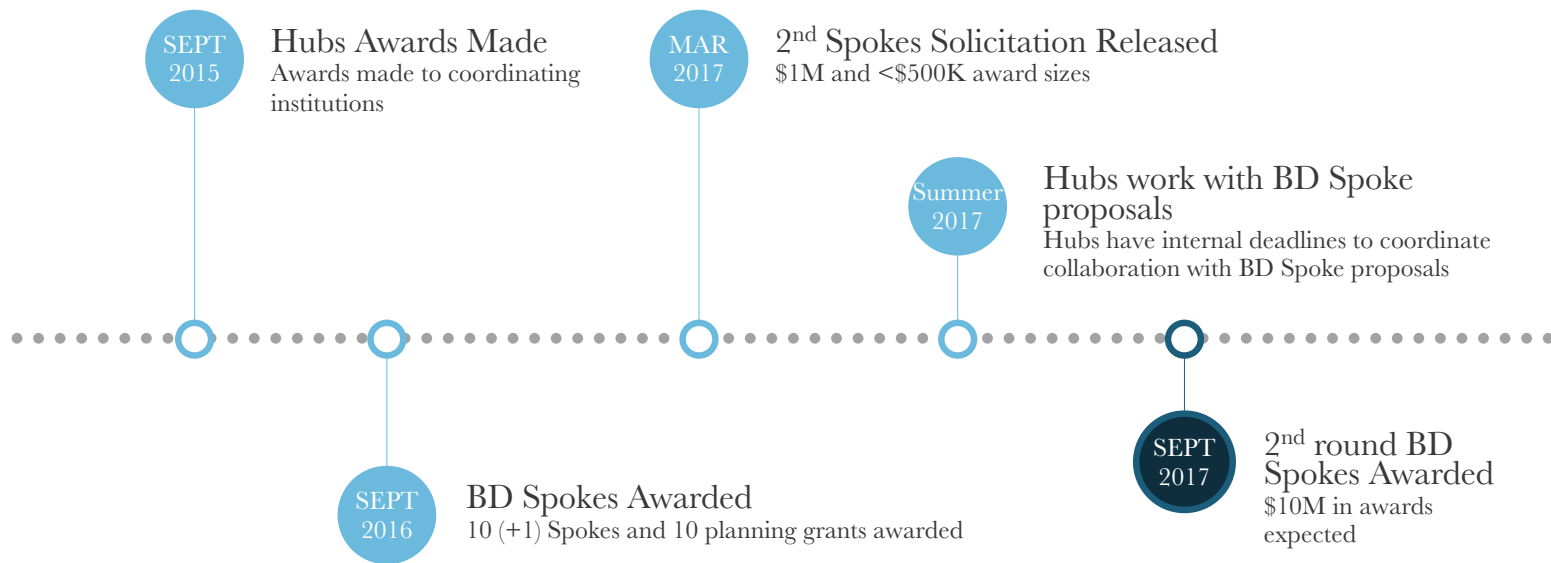 SEPT
2015
Hubs Awards Made
Awards made to coordinating
institutions
MAR
2017
2nd Spokes Solicitation Released
$1M and <$500K award sizes
Summer
2017
Hubs work with BD Spoke
proposals
Hubs have internal deadlines to coordinate
collaboration with BD Spoke proposals
SEPT
2016
BD Spokes Awarded
10 (+1) Spokes and 10 planning grants awarded
SEPT
2017
2nd round BD
Spokes Awarded
$10M in awards
expected